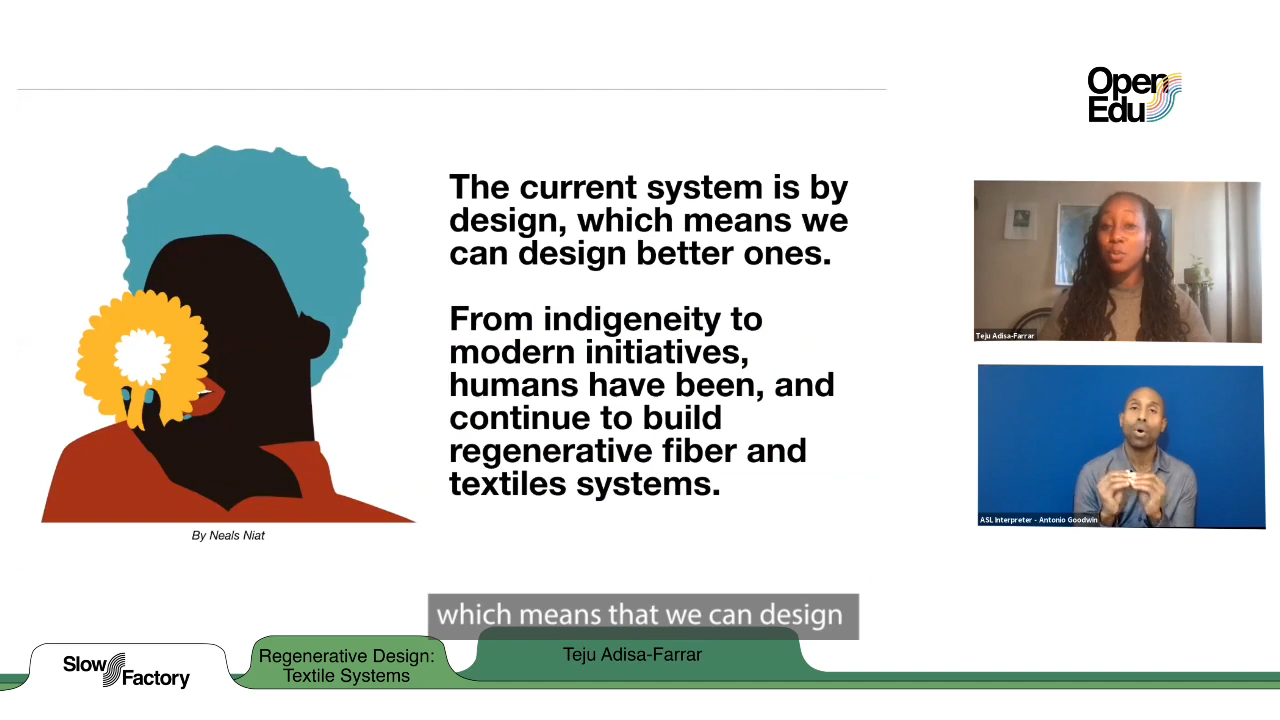 Open
Edu
The current system is by
design, which means we
can design better ones.
From indigeneity to
modern initiatives,
humans have been, and
continue to build
regenerative fiber and
textiles systems.
By Neals Niat
Teju Adisa-Farrar
ASL Interpreter - Antonio Goodwin
which means that we can design
Slow
Factory
Regenerative Design:
Textile Systems
Teju Adisa-Farrar